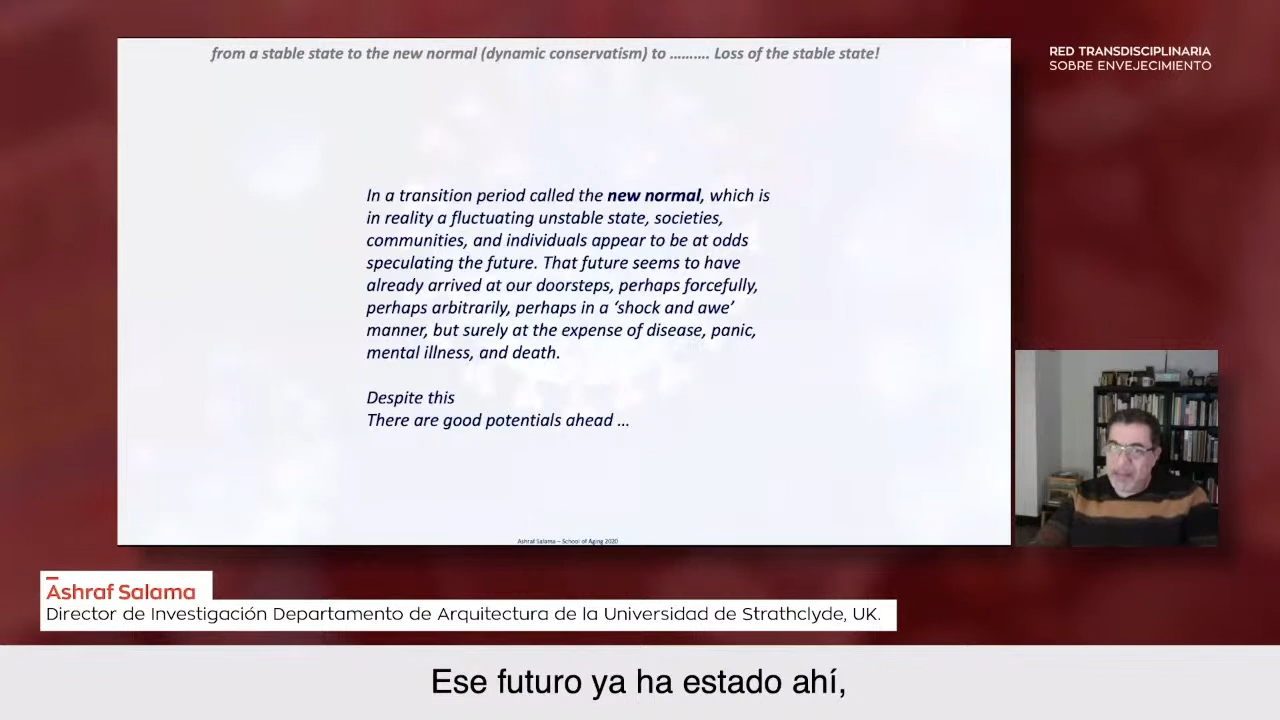 from a stable state to the new normal (dynamic conservatism) to .......... Loss of the stable state!
RED TRANSDISCIPLINARIA
SOBRE ENVEJECIMIENTO
In a transition period called the new normal, which is
in reality a fluctuating unstable state, societies,
communities, and individuals appear to be at odds
speculating the future. That future seems to have
already arrived at our doorsteps, perhaps forcefully,
perhaps arbitrarily, perhaps in a ‘shock and awe’
manner, but surely at the expense of disease, panic,
mental illness, and death.
Despite this
There are good potentials ahead ...
Ashraf Salama – School of Aging 2020
Ashraf Salama
Director de Investigación Departamento de Arquitectura de la Universidad de Strathclyde, UK.
Ese futuro ya ha estado ahí,